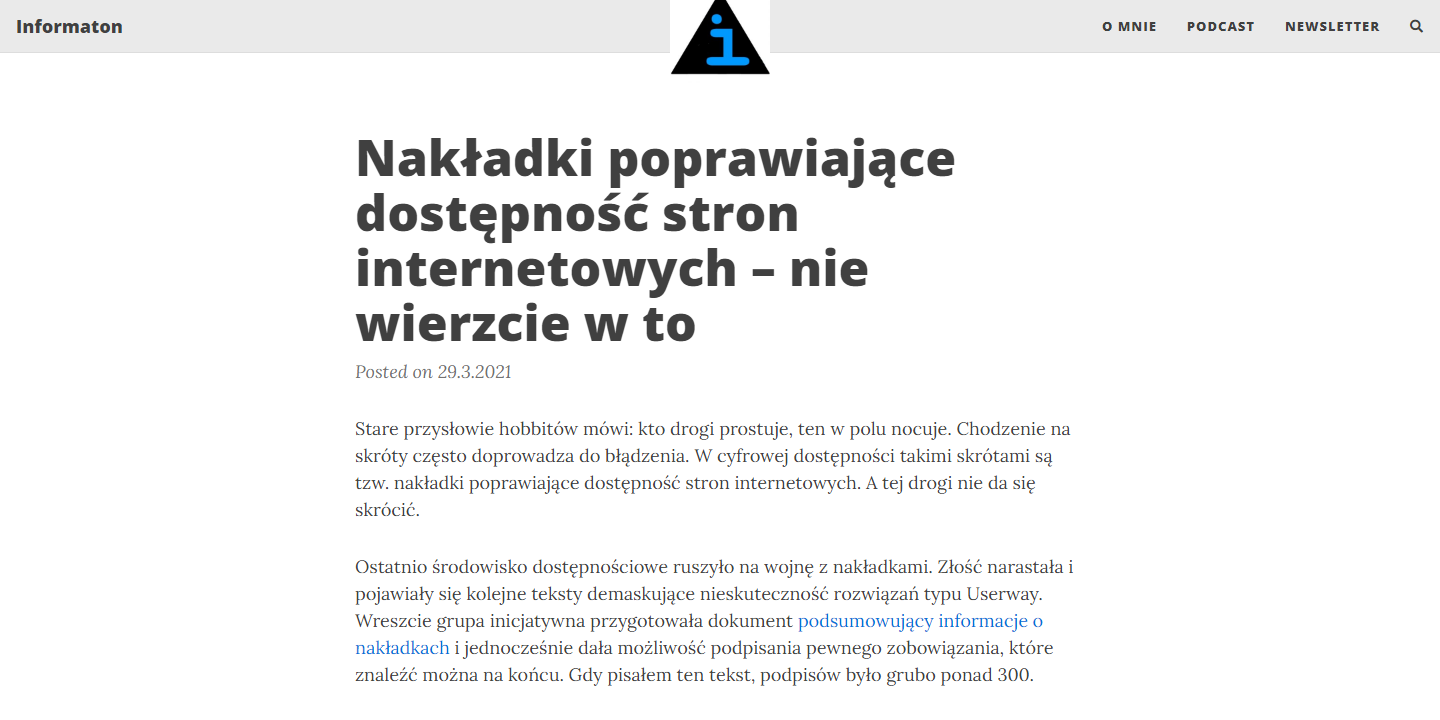 Informaton
i
O MNIE
PODCAST
NEWSLETTER
Nakładki poprawiające
dostępność stron
internetowych – nie
wierzcie w to
Posted on 29.3.2021
Stare przysłowie hobbitów mówi: kto drogi prostuje, ten w polu nocuje. Chodzenie na
skróty często doprowadza do błądzenia. W cyfrowej dostępności takimi skrótami są
tzw. nakładki poprawiające dostępność stron internetowych. A tej drogi nie da się
skrócić.
Ostatnio środowisko dostępnościowe ruszyło na wojnę z nakładkami. Złość narastała i
pojawiały się kolejne teksty demaskujące nieskuteczność rozwiązań typu Userway.
Wreszcie grupa inicjatywna przygotowała dokument podsumowujący informacje o
nakładkach i jednocześnie dała możliwość podpisania pewnego zobowiązania, które
znaleźć można na końcu. Gdy pisałem ten tekst, podpisów było grubo ponad 300.